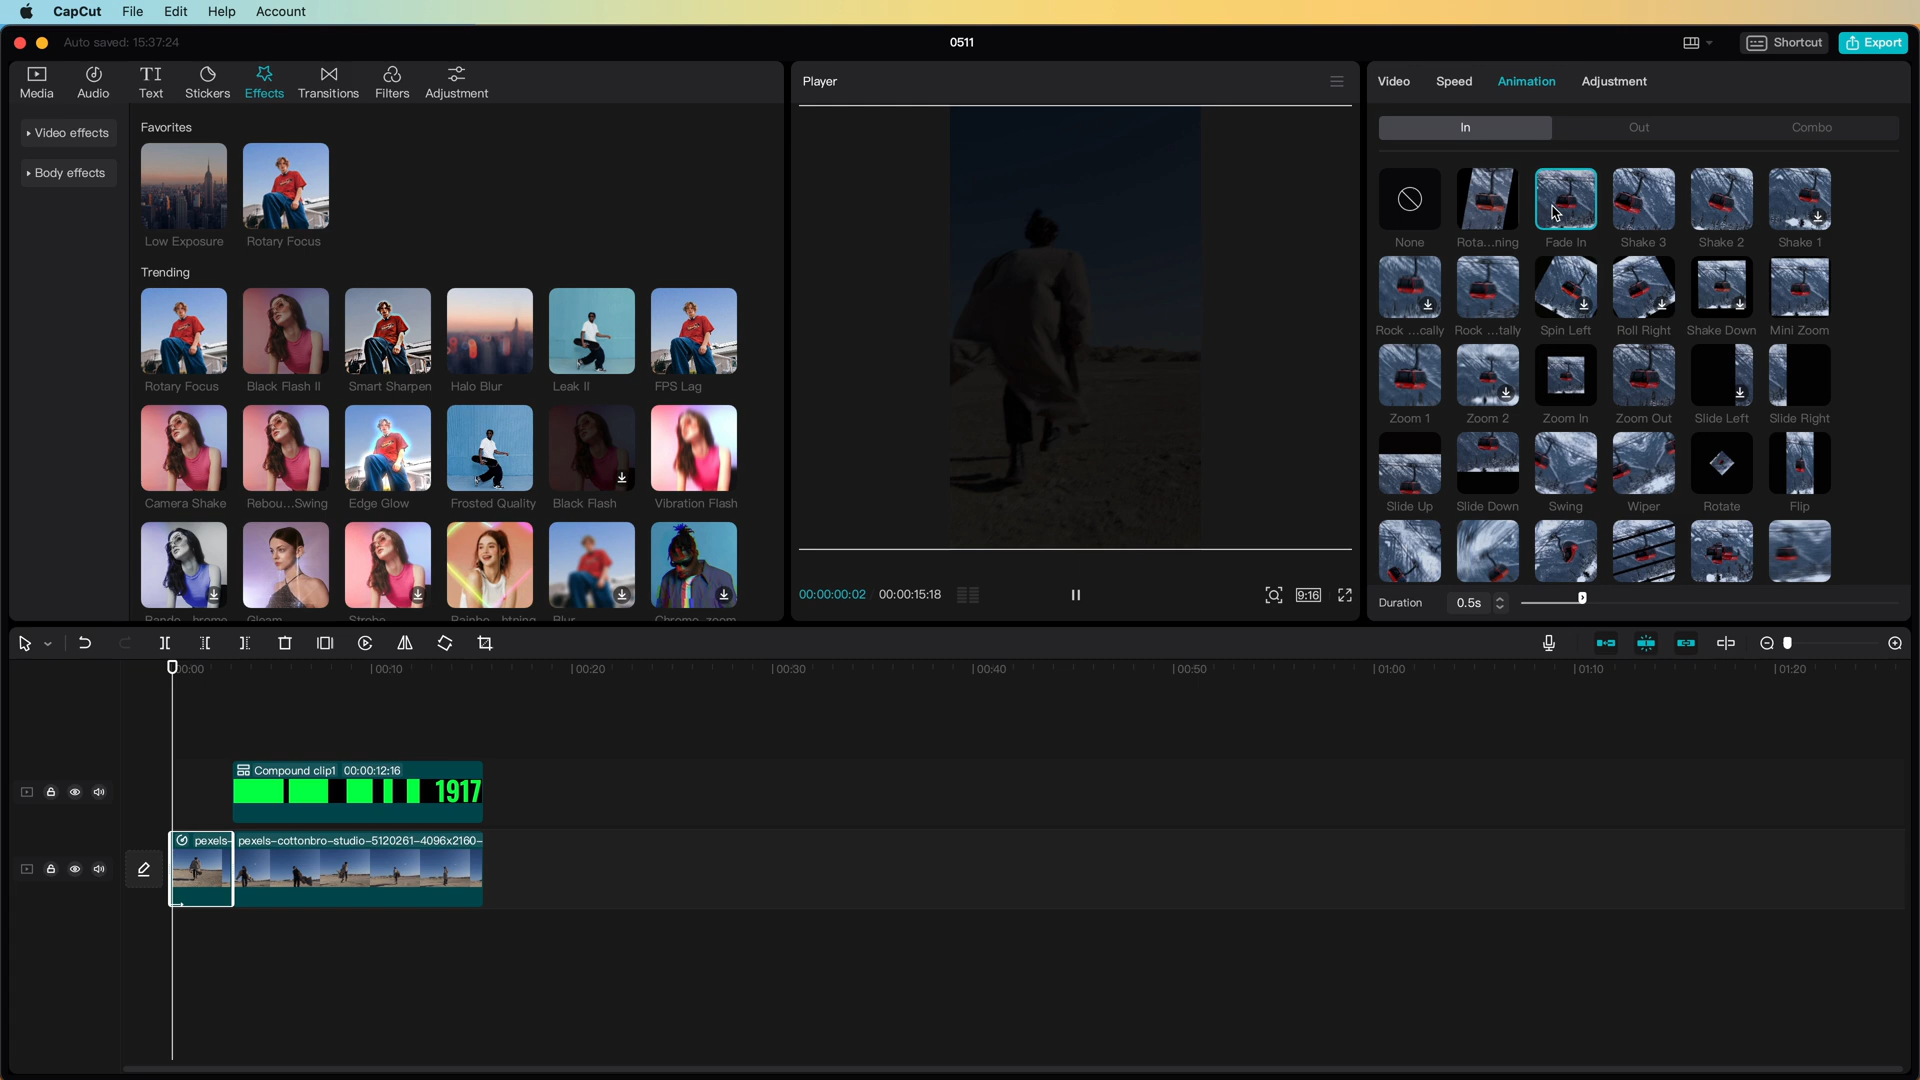 CapCut File Edit Help Account
Auto saved: 15:37:24
0511
Shortcut
Export
Media Audio Text Stickers Effects Transitions Filters Adjustment
Video effects
Body effects
Favorites
Low Exposure Rotary Focus
Trending
Rotary Focus Black Flash II Smart Sharpen Halo Blur Leak II FPS Lag
Camera Shake Rebou...Swing Edge Glow Frosted Quality Black Flash Vibration Flash
Gleam Strobe Blur
Player
00:00:00:02 00:00:15:18
9:16
Video Speed Animation Adjustment
In Out Combo
None Rota...ning Fade In Shake 3 Shake 2 Shake 1
Rock ...cally Rock ...tally Spin Left Roll Right Shake Down Mini Zoom
Zoom 1 Zoom 2 Zoom In Zoom Out Slide Left Slide Right
Slide Up Slide Down Swing Wiper Rotate Flip
Duration 0.5s
00:00 00:10 00:20 00:30 00:40 00:50 01:00 01:10 01:20
Compound clip1 00:00:12:16
1917
pexels- pexels-cottonbro-studio-5120261-4096x2160-